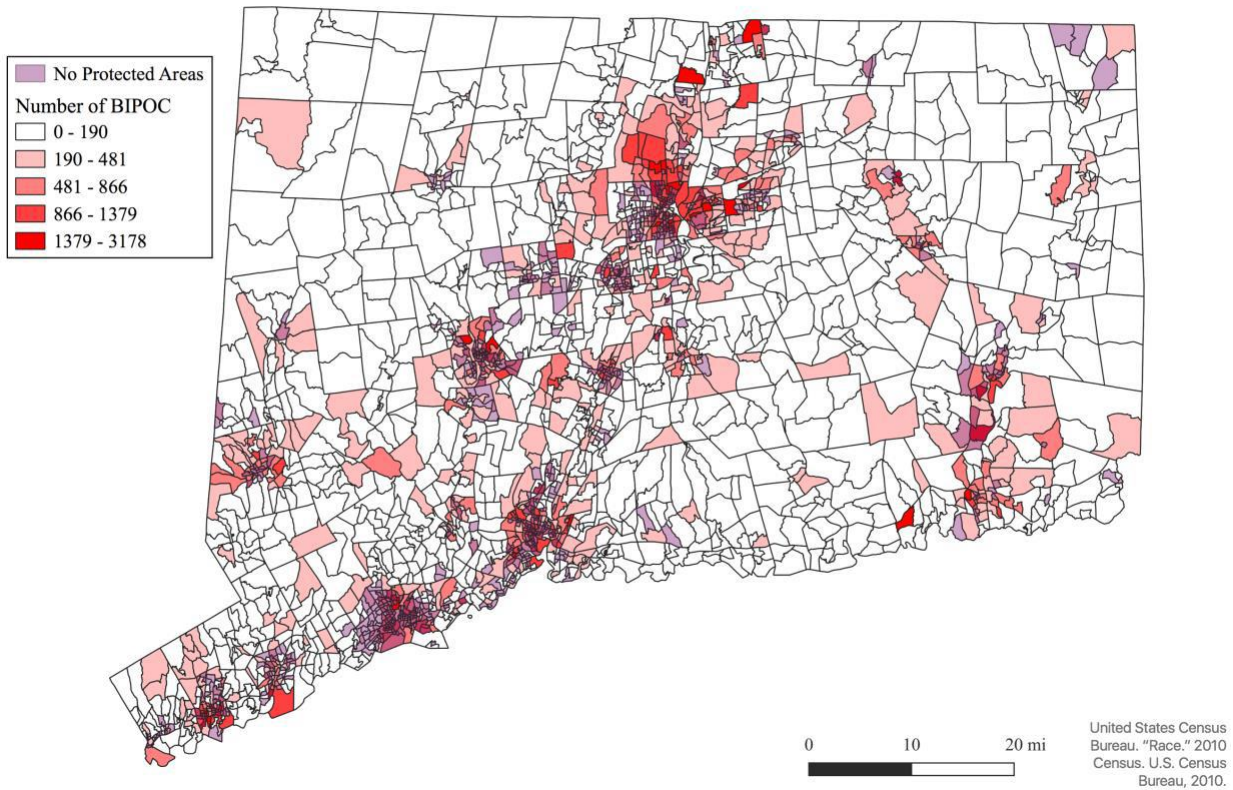 No Protected Areas
Number of BIPOC
0 - 190
190 - 481
481 - 866
866 - 1379
1379 - 3178
0 10 20 mi
United States Census
Bureau. "Race." 2010
Census. U.S. Census
Bureau, 2010.